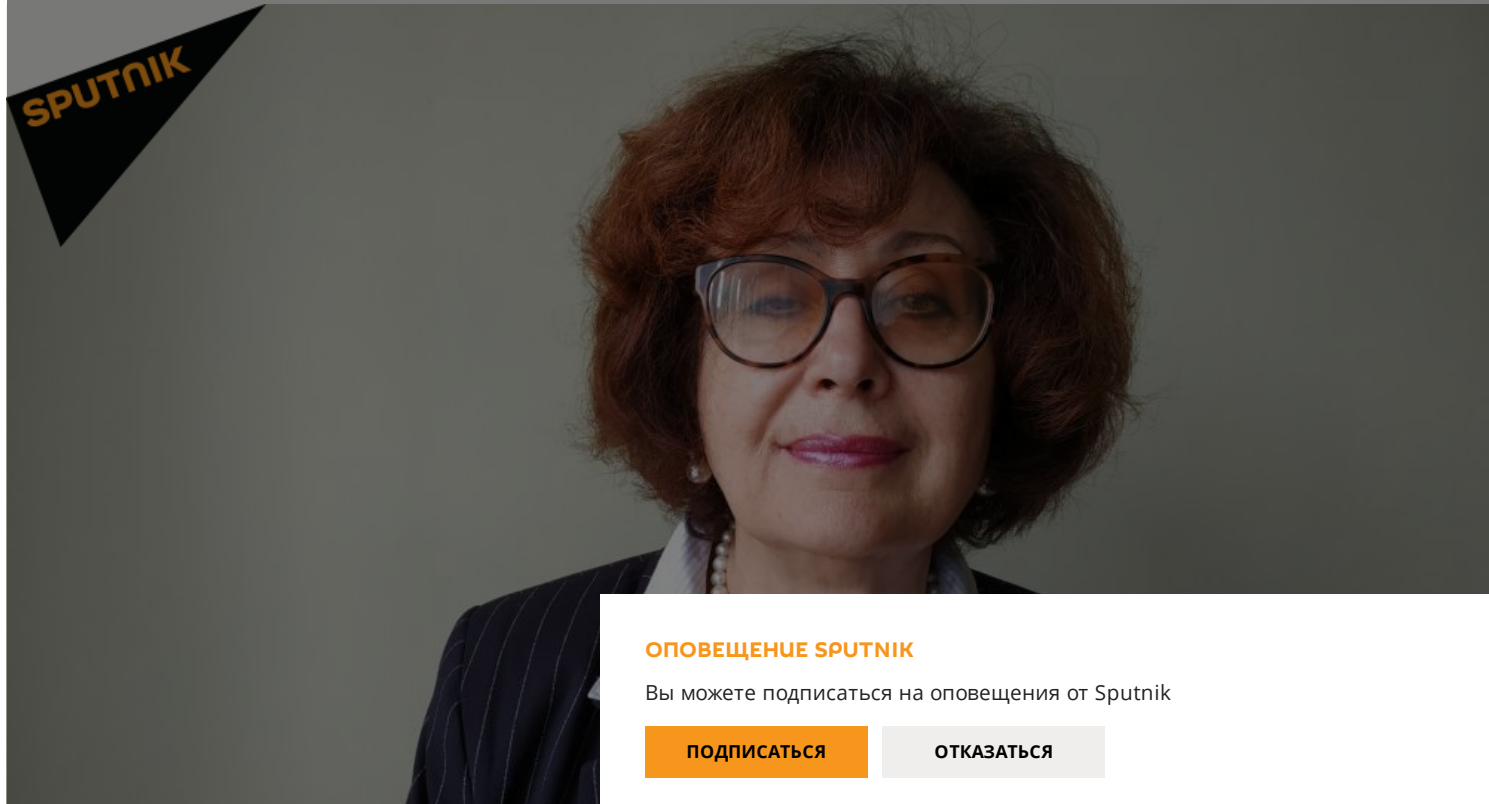 SPUTNIK
ОПОВЕЩЕНИЕ SPUTNIK
Вы можете подписаться на оповещения от Sputnik
ПОДПИСАТЬСЯ
ОТКАЗАТЬСЯ